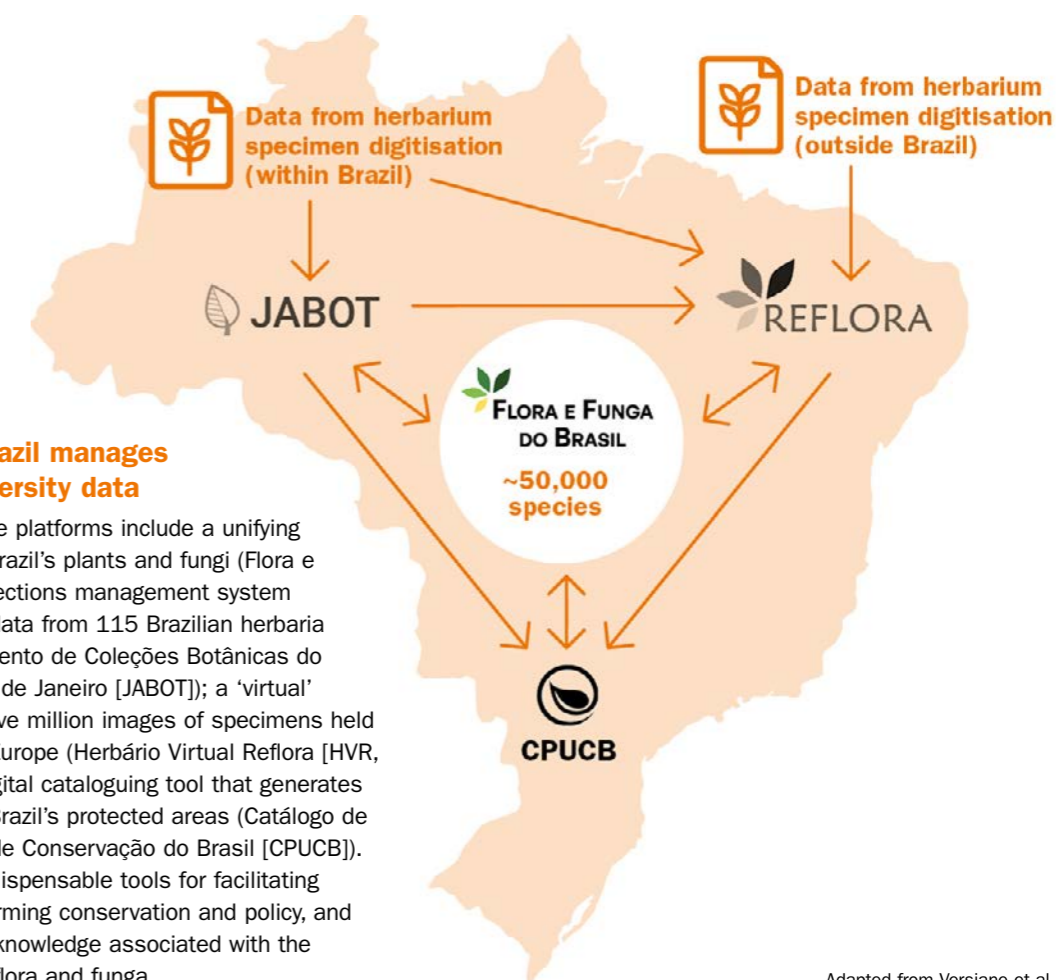 Data from herbarium
specimen digitisation
(within Brazil)
Data from herbarium
specimen digitisation
(outside Brazil)
JABOT
REFLORA
FLORA E FUNGA
DO BRASIL
~50,000
species
CPUCB
azil manages
ersity data
e platforms include a unifying
razil’s plants and fungi (Flora e
ections management system
ata from 115 Brazilian herbaria
ento de Coleções Botânicas do
de Janeiro [JABOT]); a ‘virtual’
ve million images of specimens held
urope (Herbário Virtual Reflora [HVR,
gital cataloguing tool that generates
Brazil’s protected areas (Catálogo de
e Conservação do Brasil [CPUCB]).
ispensable tools for facilitating
rming conservation and policy, and
knowledge associated with the
flora and funga
Adapted from Versiane et al